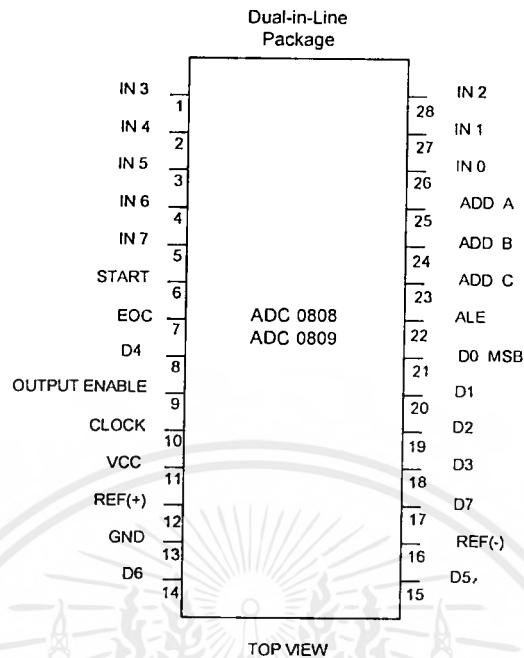 Dual-in-Line
Package
IN 3
1
IN 4
2
IN 5
3
IN 6
4
IN 7
5
START
6
EOC
7
D4
8
OUTPUT ENABLE
9
CLOCK
10
VCC
11
REF(+)
12
GND
13
D6
14
ADC 0808
ADC 0809
IN 2
28
IN 1
27
IN 0
26
ADD A
25
ADD B
24
ADD C
23
ALE
22
D0 MSB
21
D1
20
D2
19
D3
18
D7
17
REF(-)
16
D5,
15
TOP VIEW